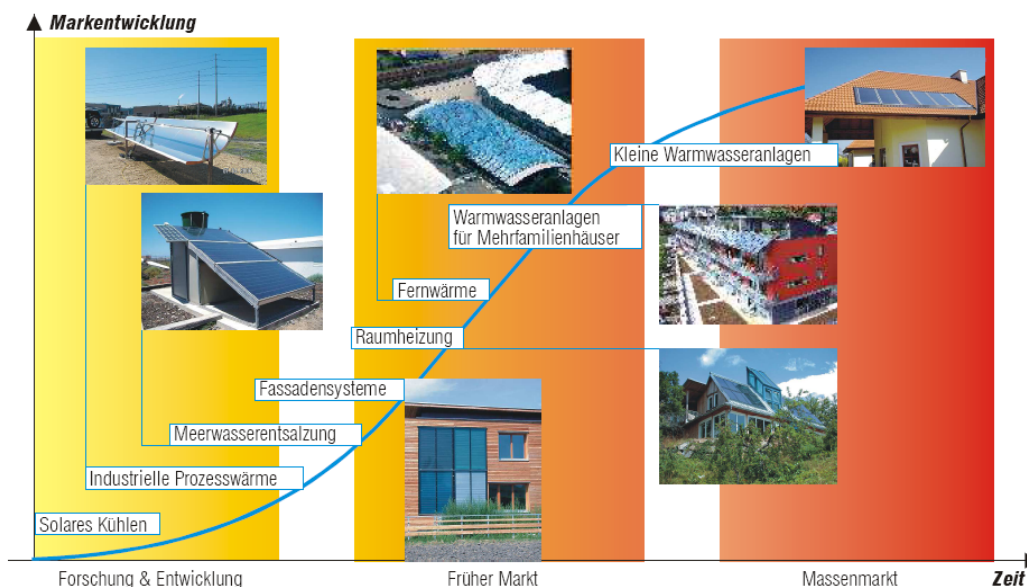 Markentwicklung
Kleine Warmwasseranlagen
Warmwasseranlagen
für Mehrfamilienhäuser
Fernwärme
Raumheizung
Fassadensysteme
Meerwasserentsalzung
Industrielle Prozesswärme
Solares Kühlen
Forschung & Entwicklung
Früher Markt
Massenmarkt
Zeit